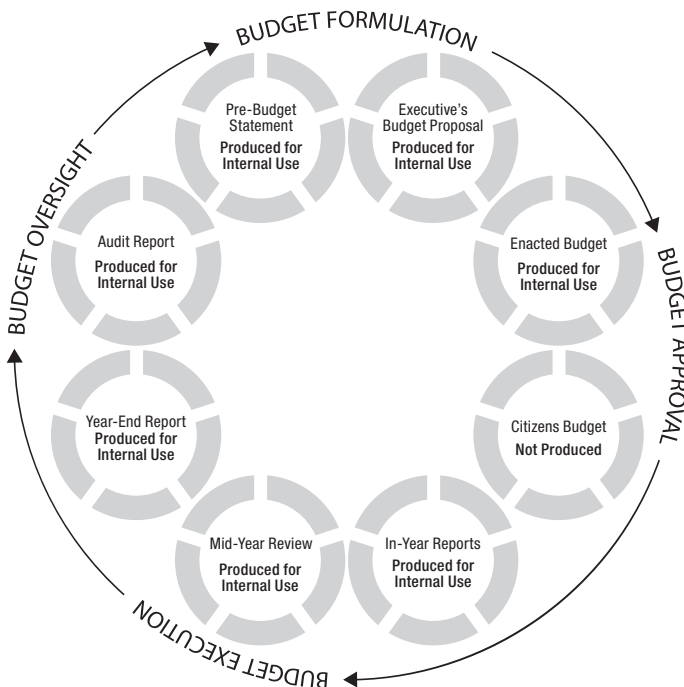 BUDGET FORMULATION
Pre-Budget
Statement
Produced for
Internal Use
Executive's
Budget Proposal
Produced for
Internal Use
Enacted Budget
Produced for
Internal Use
BUDGET APPROVAL
Citizens Budget
Not Produced
In-Year Reports
Produced for
Internal Use
Mid-Year Review
Produced for
Internal Use
BUDGET EXECUTION
Year-End Report
Produced for
Internal Use
Audit Report
Produced for
Internal Use
BUDGET OVERSIGHT